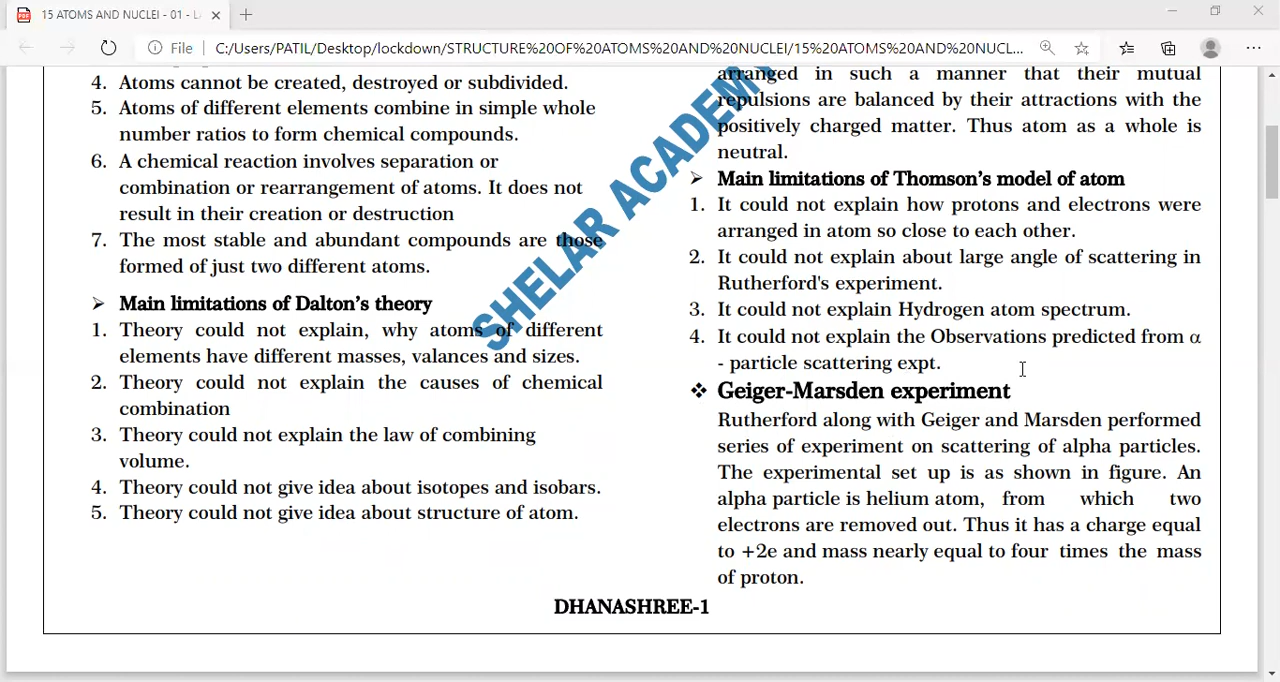 15 ATOMS AND NUCLEI - 01 - L
File C:/Users/PATIL/Desktop/lockdown/STRUCTURE%20OF%20ATOMS%20AND%20NUCLEI/15%20ATOMS%20AND%20NUCL...
4. Atoms cannot be created, destroyed or subdivided.
5. Atoms of different elements combine in simple whole
number ratios to form chemical compounds.
6. A chemical reaction involves separation or
combination or rearrangement of atoms. It does not
result in their creation or destruction
7. The most stable and abundant compounds are those
formed of just two different atoms.
➢ Main limitations of Dalton's theory
1. Theory could not explain, why atoms of different
elements have different masses, valances and sizes.
2. Theory could not explain the causes of chemical
combination
3. Theory could not explain the law of combining
volume.
4. Theory could not give idea about isotopes and isobars.
5. Theory could not give idea about structure of atom.
arranged in such a manner that their mutual
repulsions are balanced by their attractions with the
positively charged matter. Thus atom as a whole is
neutral.
➢ Main limitations of Thomson's model of atom
1. It could not explain how protons and electrons were
arranged in atom so close to each other.
2. It could not explain about large angle of scattering in
Rutherford's experiment.
3. It could not explain Hydrogen atom spectrum.
4. It could not explain the Observations predicted from α
- particle scattering expt.
❖ Geiger-Marsden experiment
Rutherford along with Geiger and Marsden performed
series of experiment on scattering of alpha particles.
The experimental set up is as shown in figure. An
alpha particle is helium atom, from which two
electrons are removed out. Thus it has a charge equal
to +2e and mass nearly equal to four times the mass
of proton.
SHELAR ACADEMY
DHANASHREE-1